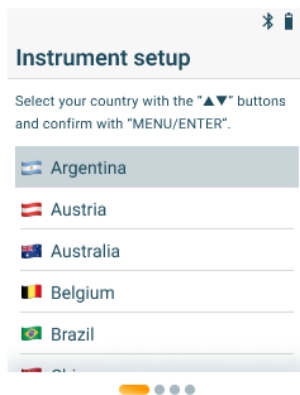 Instrument setup
Select your country with the “▲▼” buttons
and confirm with “MENU/ENTER”.
Argentina
Austria
Australia
Belgium
Brazil